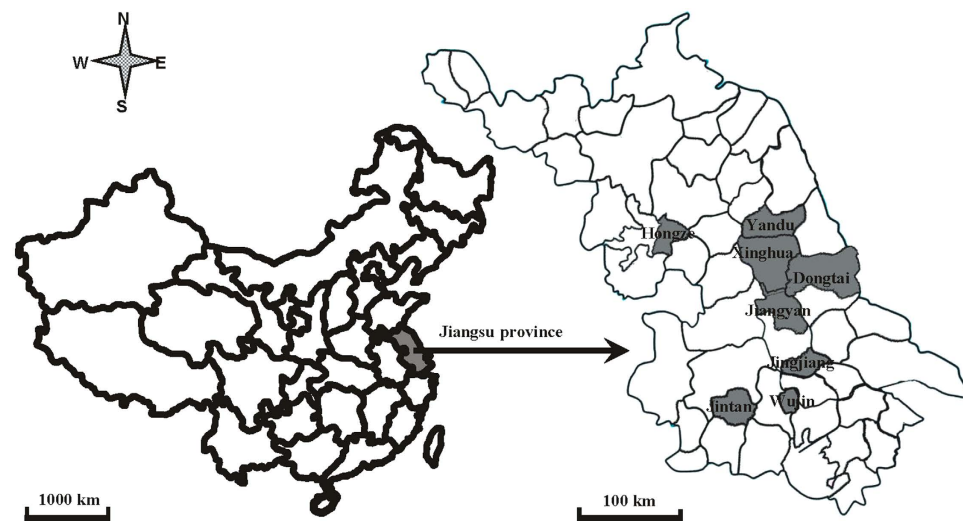 N
W E
S
Jiangsu province
Hongze
Yandu
Xinghua
Dongtai
Jiangyan
Jingjiang
Jintan
Wujin
1000 km
100 km